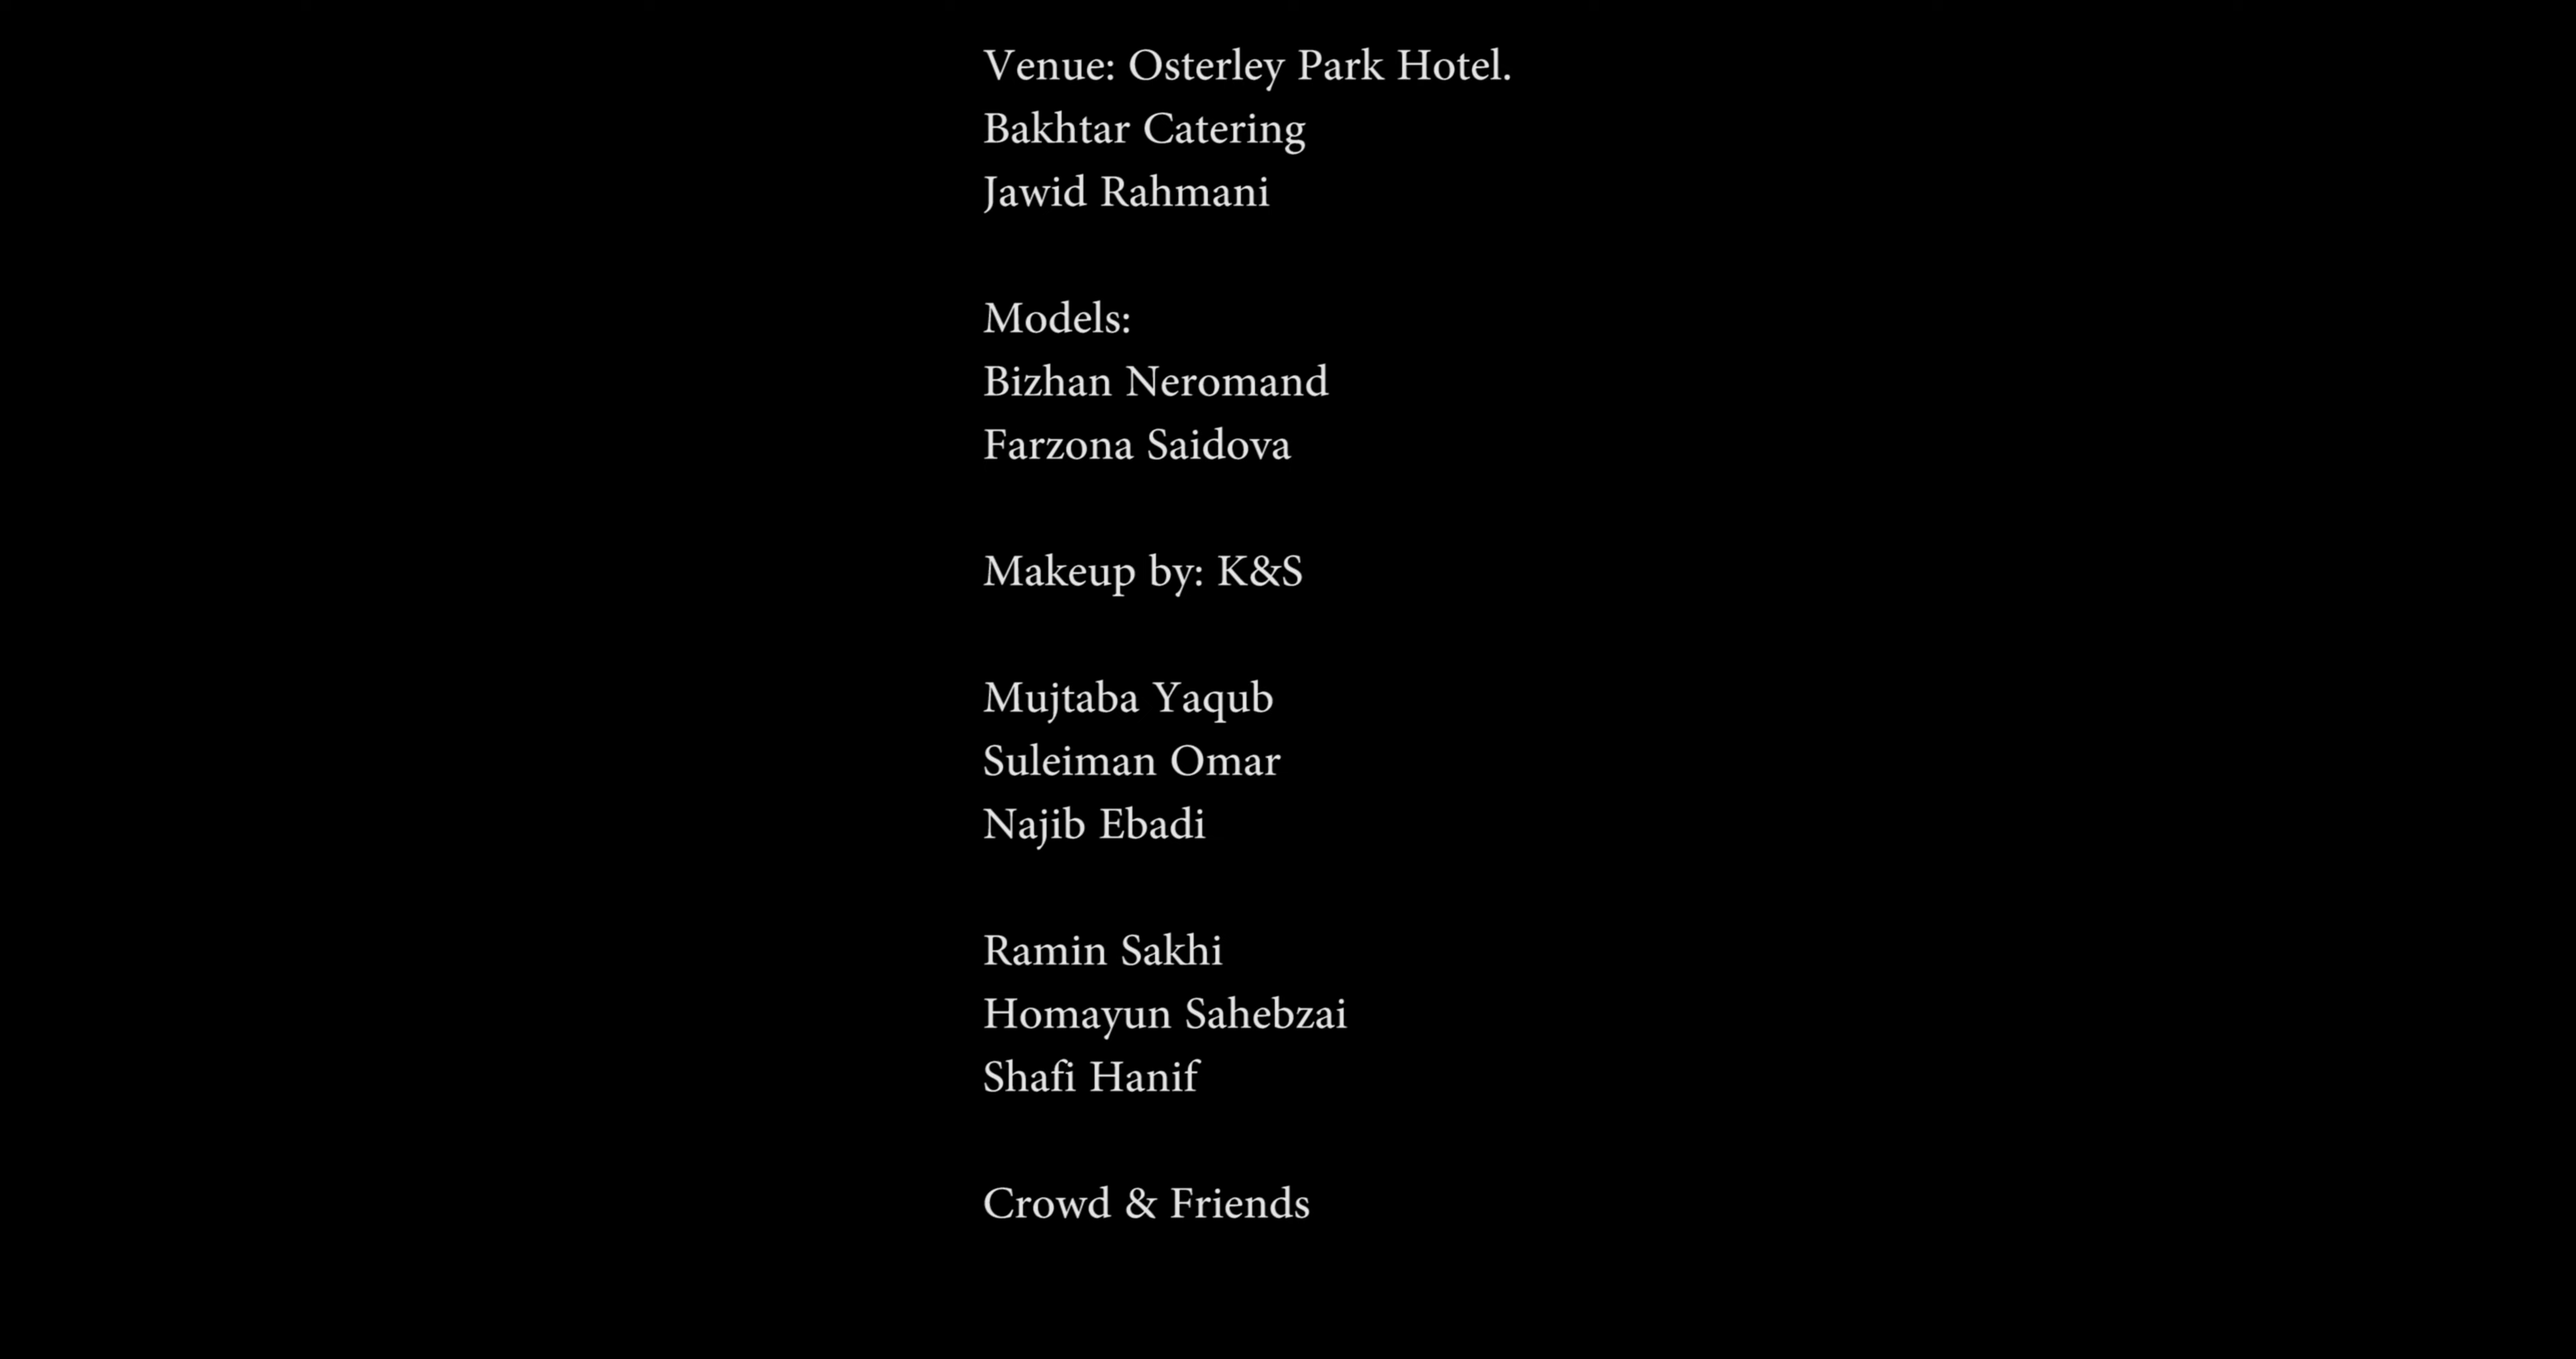 Venue: Osterley Park Hotel.
Bakhtar Catering
Jawid Rahmani
Models:
Bizhan Neromand
Farzona Saidova
Makeup by: K&S
Mujtaba Yaqub
Suleiman Omar
Najib Ebadi
Ramin Sakhi
Homayun Sahebzai
Shafi Hanif
Crowd & Friends